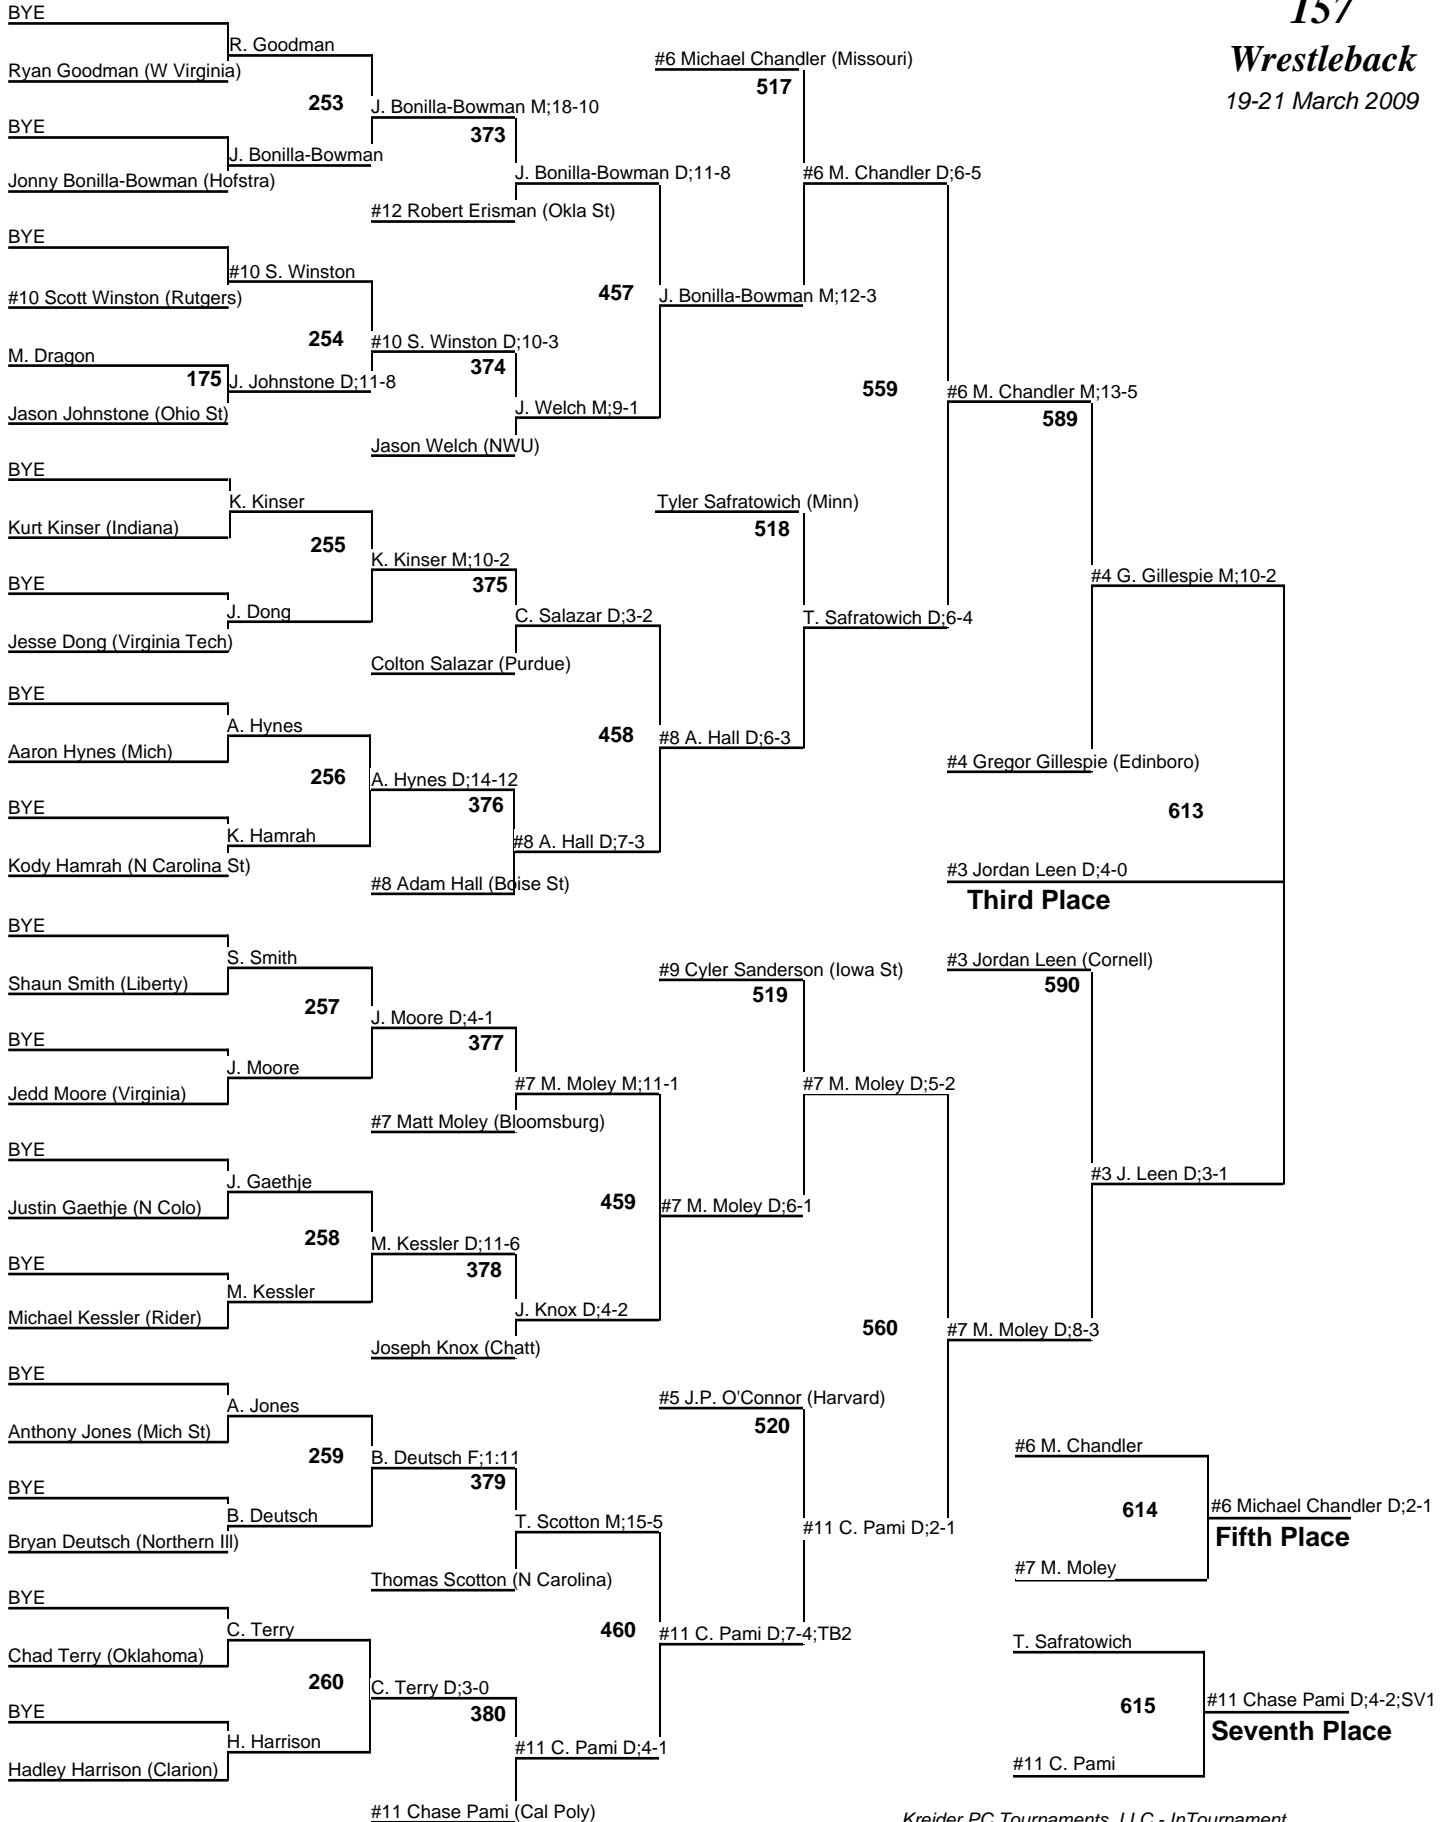 157
Wrestleback
19-21 March 2009
BYE
R. Goodman
Ryan Goodman (W Virginia)
253
J. Bonilla-Bowman M;18-10
BYE
J. Bonilla-Bowman
Jonny Bonilla-Bowman (Hofstra)
373
J. Bonilla-Bowman D;11-8
#12 Robert Erisman (Okla St)
BYE
#10 S. Winston
#10 Scott Winston (Rutgers)
254
#10 S. Winston D;10-3
M. Dragon
175
J. Johnstone D;11-8
Jason Johnstone (Ohio St)
374
J. Welch M;9-1
Jason Welch (NWU)
457
J. Bonilla-Bowman M;12-3
#6 Michael Chandler (Missouri)
517
#6 M. Chandler D;6-5
BYE
K. Kinser
Kurt Kinser (Indiana)
255
K. Kinser M;10-2
BYE
J. Dong
Jesse Dong (Virginia Tech)
375
C. Salazar D;3-2
Colton Salazar (Purdue)
BYE
A. Hynes
Aaron Hynes (Mich)
256
A. Hynes D;14-12
BYE
K. Hamrah
Kody Hamrah (N Carolina St)
376
#8 A. Hall D;7-3
#8 Adam Hall (Boise St)
458
#8 A. Hall D;6-3
Tyler Safratowich (Minn)
518
T. Safratowich D;6-4
559
#6 M. Chandler M;13-5
589
#4 G. Gillespie M;10-2
#4 Gregor Gillespie (Edinboro)
613
#3 Jordan Leen D;4-0
Third Place
BYE
S. Smith
Shaun Smith (Liberty)
257
J. Moore D;4-1
BYE
J. Moore
Jedd Moore (Virginia)
377
#7 M. Moley M;11-1
#7 Matt Moley (Bloomsburg)
BYE
J. Gaethje
Justin Gaethje (N Colo)
258
M. Kessler D;11-6
BYE
M. Kessler
Michael Kessler (Rider)
378
J. Knox D;4-2
Joseph Knox (Chatt)
459
#7 M. Moley D;6-1
#9 Cyler Sanderson (Iowa St)
519
#7 M. Moley D;5-2
#3 Jordan Leen (Cornell)
590
#3 J. Leen D;3-1
560
#7 M. Moley D;8-3
BYE
A. Jones
Anthony Jones (Mich St)
259
B. Deutsch F;1:11
BYE
B. Deutsch
Bryan Deutsch (Northern Ill)
379
T. Scotton M;15-5
Thomas Scotton (N Carolina)
BYE
C. Terry
Chad Terry (Oklahoma)
260
C. Terry D;3-0
BYE
H. Harrison
Hadley Harrison (Clarion)
380
#11 C. Pami D;4-1
#11 Chase Pami (Cal Poly)
460
#11 C. Pami D;7-4;TB2
#5 J.P. O'Connor (Harvard)
520
#11 C. Pami D;2-1
#6 M. Chandler
614
#6 Michael Chandler D;2-1
Fifth Place
#7 M. Moley
T. Safratowich
615
#11 Chase Pami D;4-2;SV1
Seventh Place
#11 C. Pami
Kreider PC Tournaments, LLC - InTournament